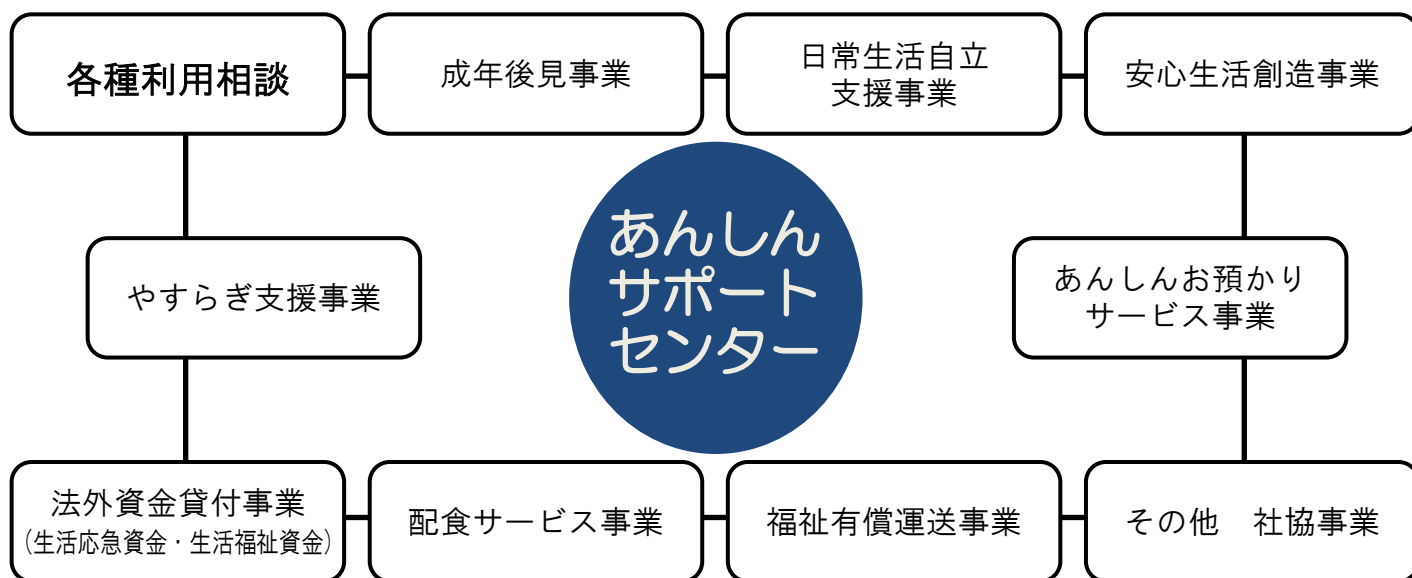 各種利用相談
成年後見事業
日常生活自立
支援事業
安心生活創造事業
あんしん
サポート
センター
やすらぎ支援事業
あんしんお預かり
サービス事業
法外資金貸付事業
(生活応急資金・生活福祉資金)
配食サービス事業
福祉有償運送事業
その他　社協事業